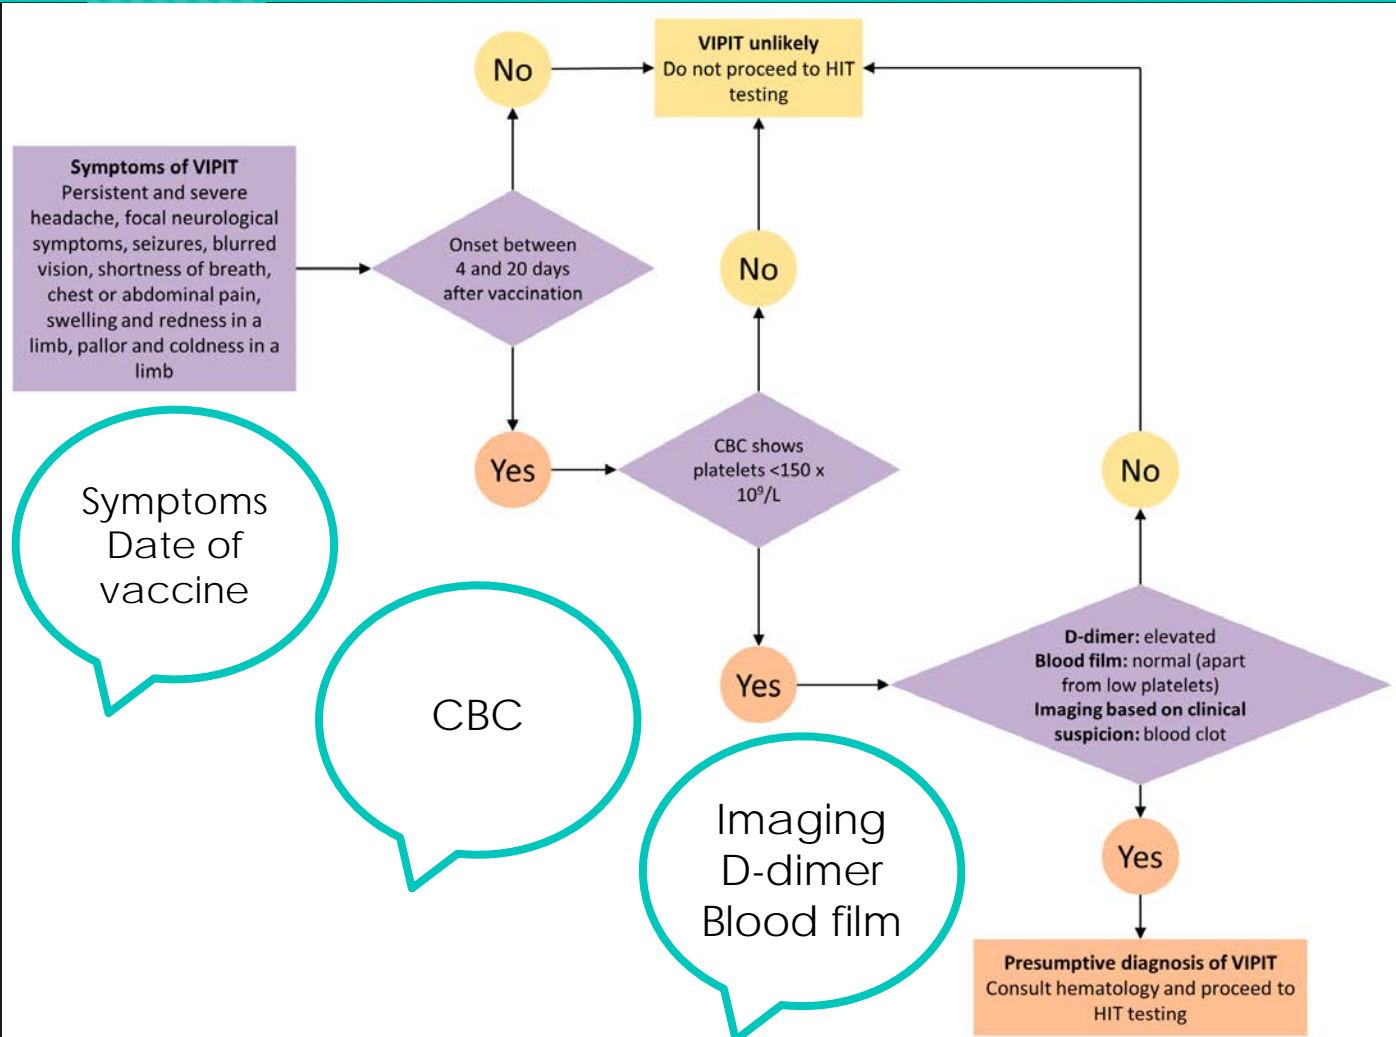 No
VIPIT unlikely
Do not proceed to HIT
testing
Symptoms of VIPIT
Persistent and severe
headache, focal neurological
symptoms, seizures, blurred
vision, shortness of breath,
chest or abdominal pain,
swelling and redness in a
limb, pallor and coldness in a
limb
Onset between
4 and 20 days
after vaccination
No
Yes
CBC shows
platelets <150 x
10⁹/L
No
Symptoms
Date of
vaccine
CBC
Yes
D-dimer: elevated
Blood film: normal (apart
from low platelets)
Imaging based on clinical
suspicion: blood clot
Imaging
D-dimer
Blood film
Yes
Presumptive diagnosis of VIPIT
Consult hematology and proceed to
HIT testing